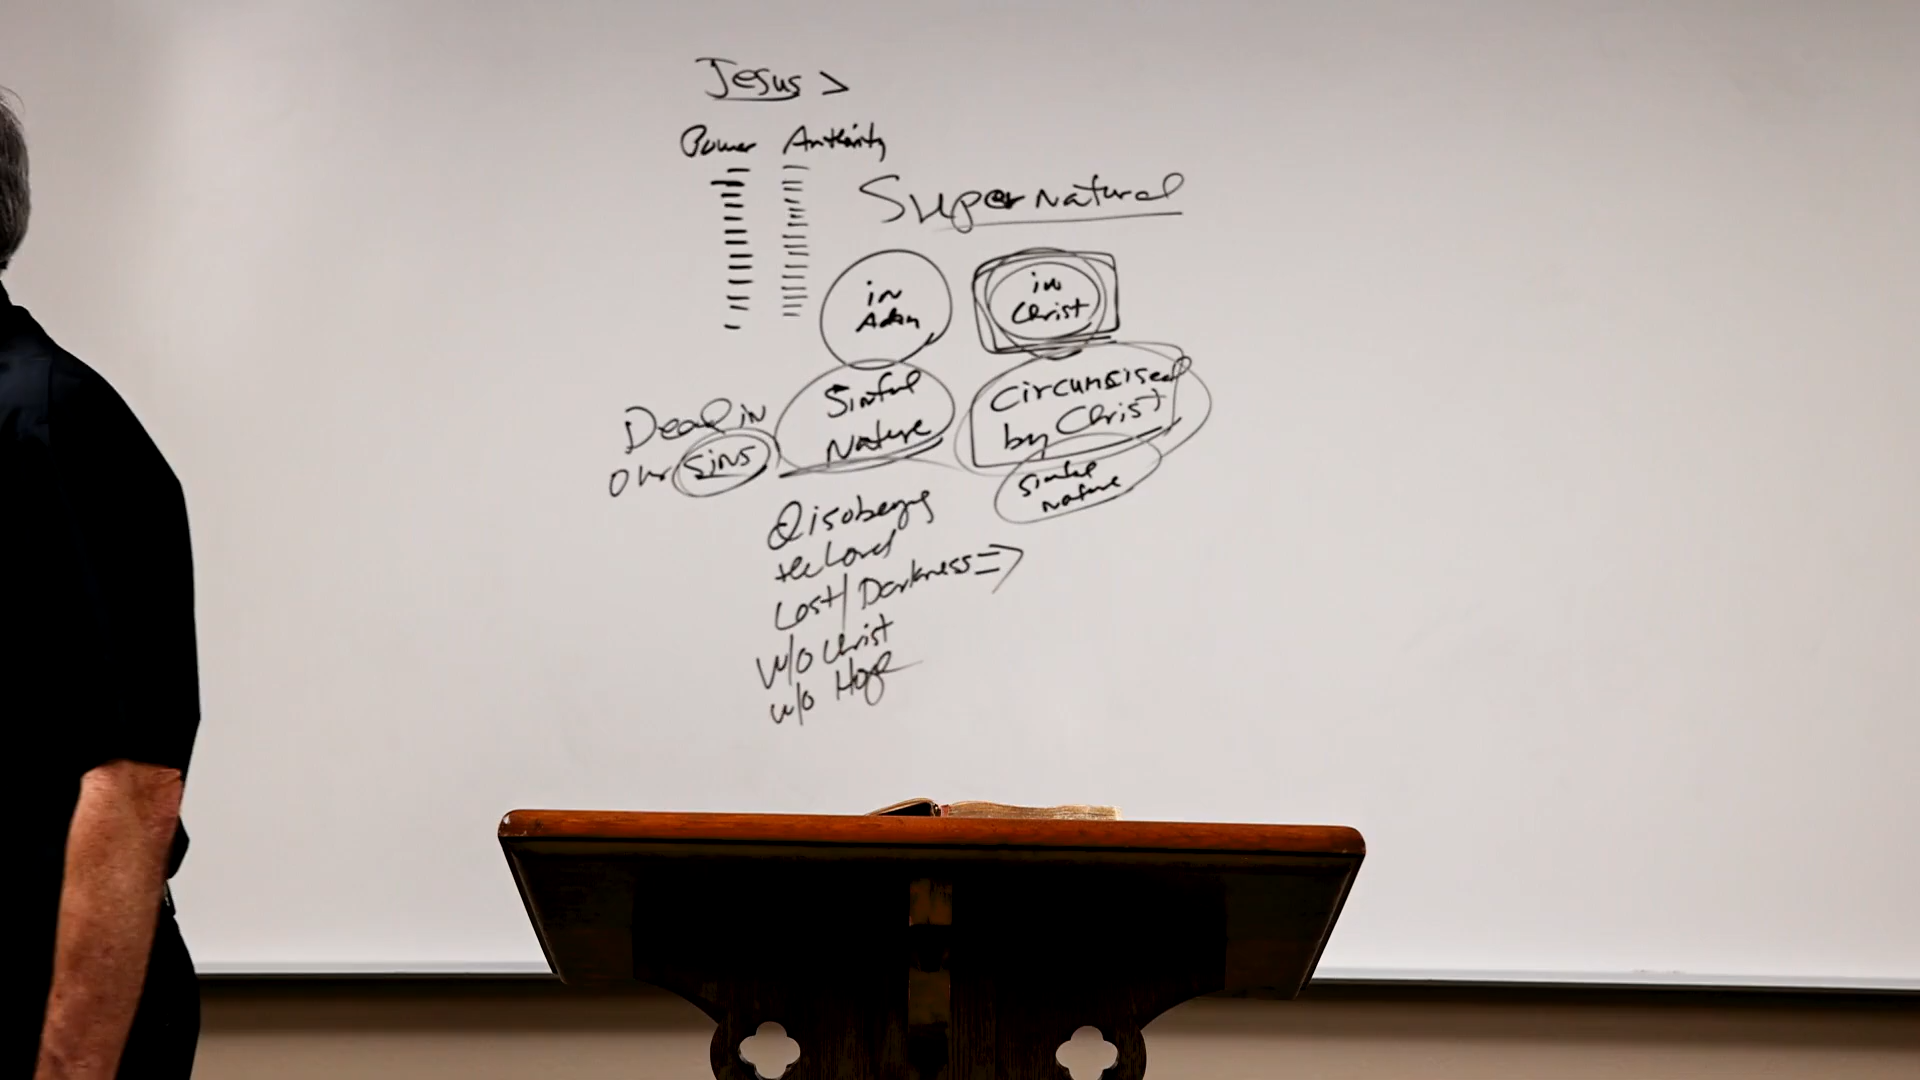 Jesus >
Power Authority
Supernatural
in
Adam
in
Christ
Sinful
Nature
Circumcised
by Christ
Dead in
our sins
sinful
nature
Disobeying
the Lord
Lost/Darkness =>
w/o Christ
w/o Hope